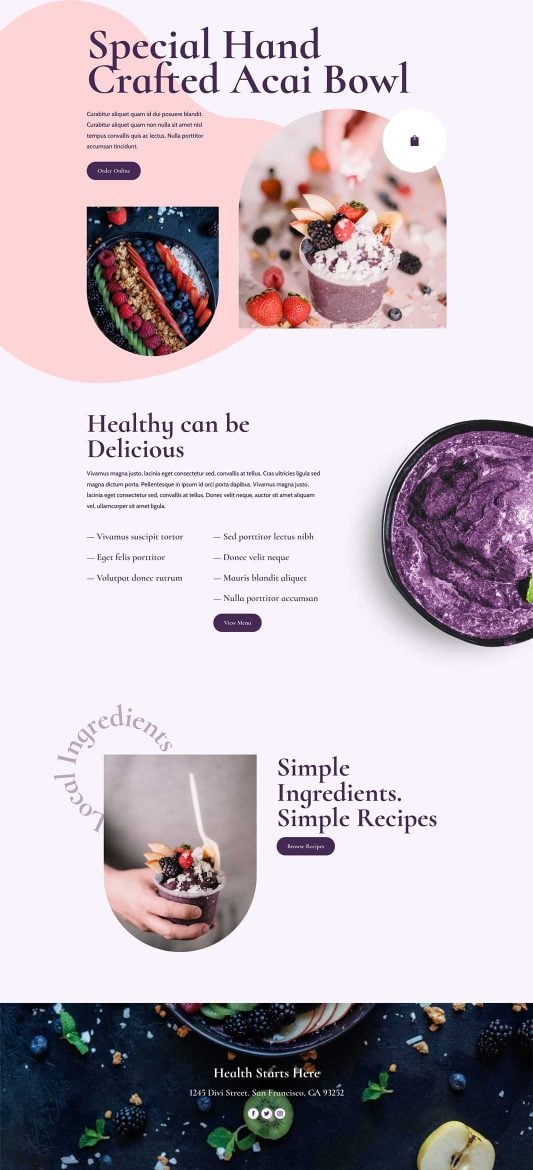 Special Hand
Crafted Acai Bowl
Curabitur aliquet quam id dui posuere blandit.
Curabitur aliquet quam non nulla sit amet nisl
tempus convallis quis ac lectus. Nulla porttitor
accumsan tincidunt.
Order Online
Healthy can be
Delicious
Vivamus magna justo, lacinia eget consectetur sed, convallis at tellus. Cras ultricies ligula sed
magna dictum porta. Pellentesque in ipsum id orci porta dapibus. Vivamus magna justo,
lacinia eget consectetur sed, convallis at tellus. Donec velit neque, auctor sit amet aliquam
vel, ullamcorper sit amet ligula.
— Vivamus suscipit tortor
— Eget felis porttitor
— Volutpat donec rutrum
— Sed porttitor lectus nibh
— Donec velit neque
— Mauris blandit aliquet
— Nulla porttitor accumsan
View Menu
Local Ingredients
Simple
Ingredients.
Simple Recipes
Browse Recipes
Health Starts Here
1245 Divi Street. San Francisco, CA 93252